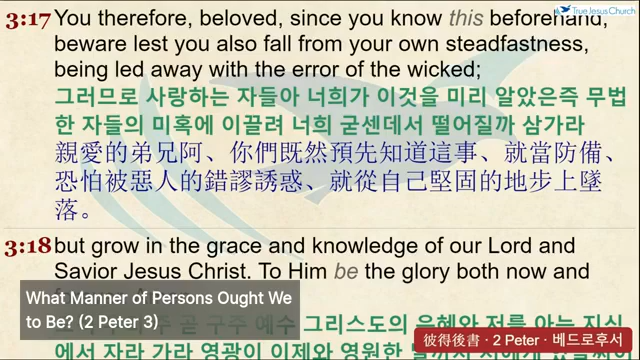 True Jesus Church
3:17 You therefore, beloved, since you know this beforehand,
beware lest you also fall from your own steadfastness,
being led away with the error of the wicked;
그러므로 사랑하는 자들아 너희가 이것을 미리 알았은즉 무법
한 자들의 미혹에 이끌려 너희 굳센데서 떨어질까 삼가라
親愛的弟兄阿、你們既然預先知道這事、就當防備、
恐怕被惡人的錯謬誘惑、就從自己堅固的地步上墜
落。
3:18 but grow in the grace and knowledge of our Lord and
Savior Jesus Christ. To Him be the glory both now and
What Manner of Persons Ought We
to Be? (2 Peter 3)
주 곧 구주 예수 그리스도의 은혜와 저를 아는 지식
에서 자라 가라 영광이 이제와 영원한
彼得後書 · 2 Peter · 베드로후서